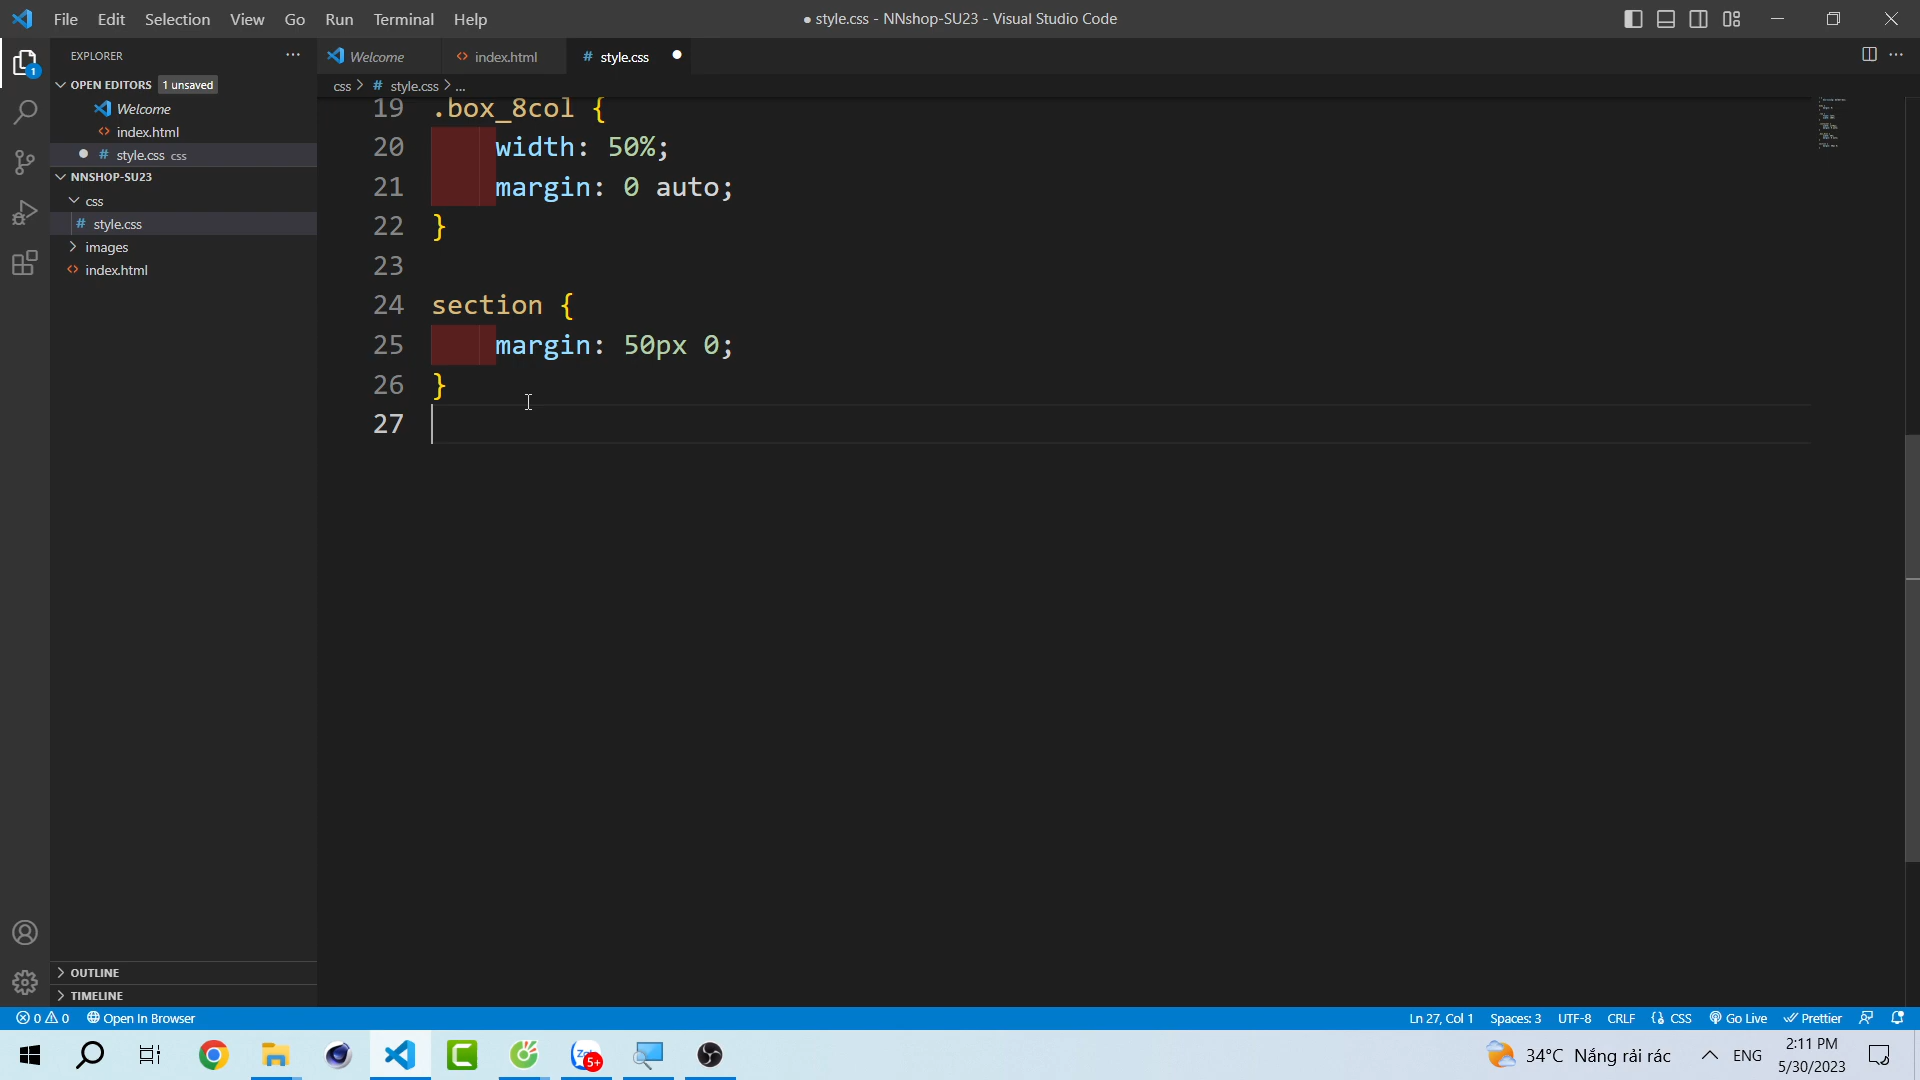 File Edit Selection View Go Run Terminal Help
● style.css - NNshop-SU23 - Visual Studio Code
EXPLORER
OPEN EDITORS 1 unsaved
Welcome
index.html
style.css css
NNSHOP-SU23
css
style.css
images
index.html
OUTLINE
TIMELINE
Welcome index.html # style.css
css > # style.css > ...
19 .box_8col {
20 width: 50%;
21 margin: 0 auto;
22 }
23
24 section {
25 margin: 50px 0;
26 }
27
0 0 Open In Browser
Ln 27, Col 1 Spaces: 3 UTF-8 CRLF CSS Go Live Prettier
34°C Nắng rải rác ENG
2:11 PM
5/30/2023
1
5+